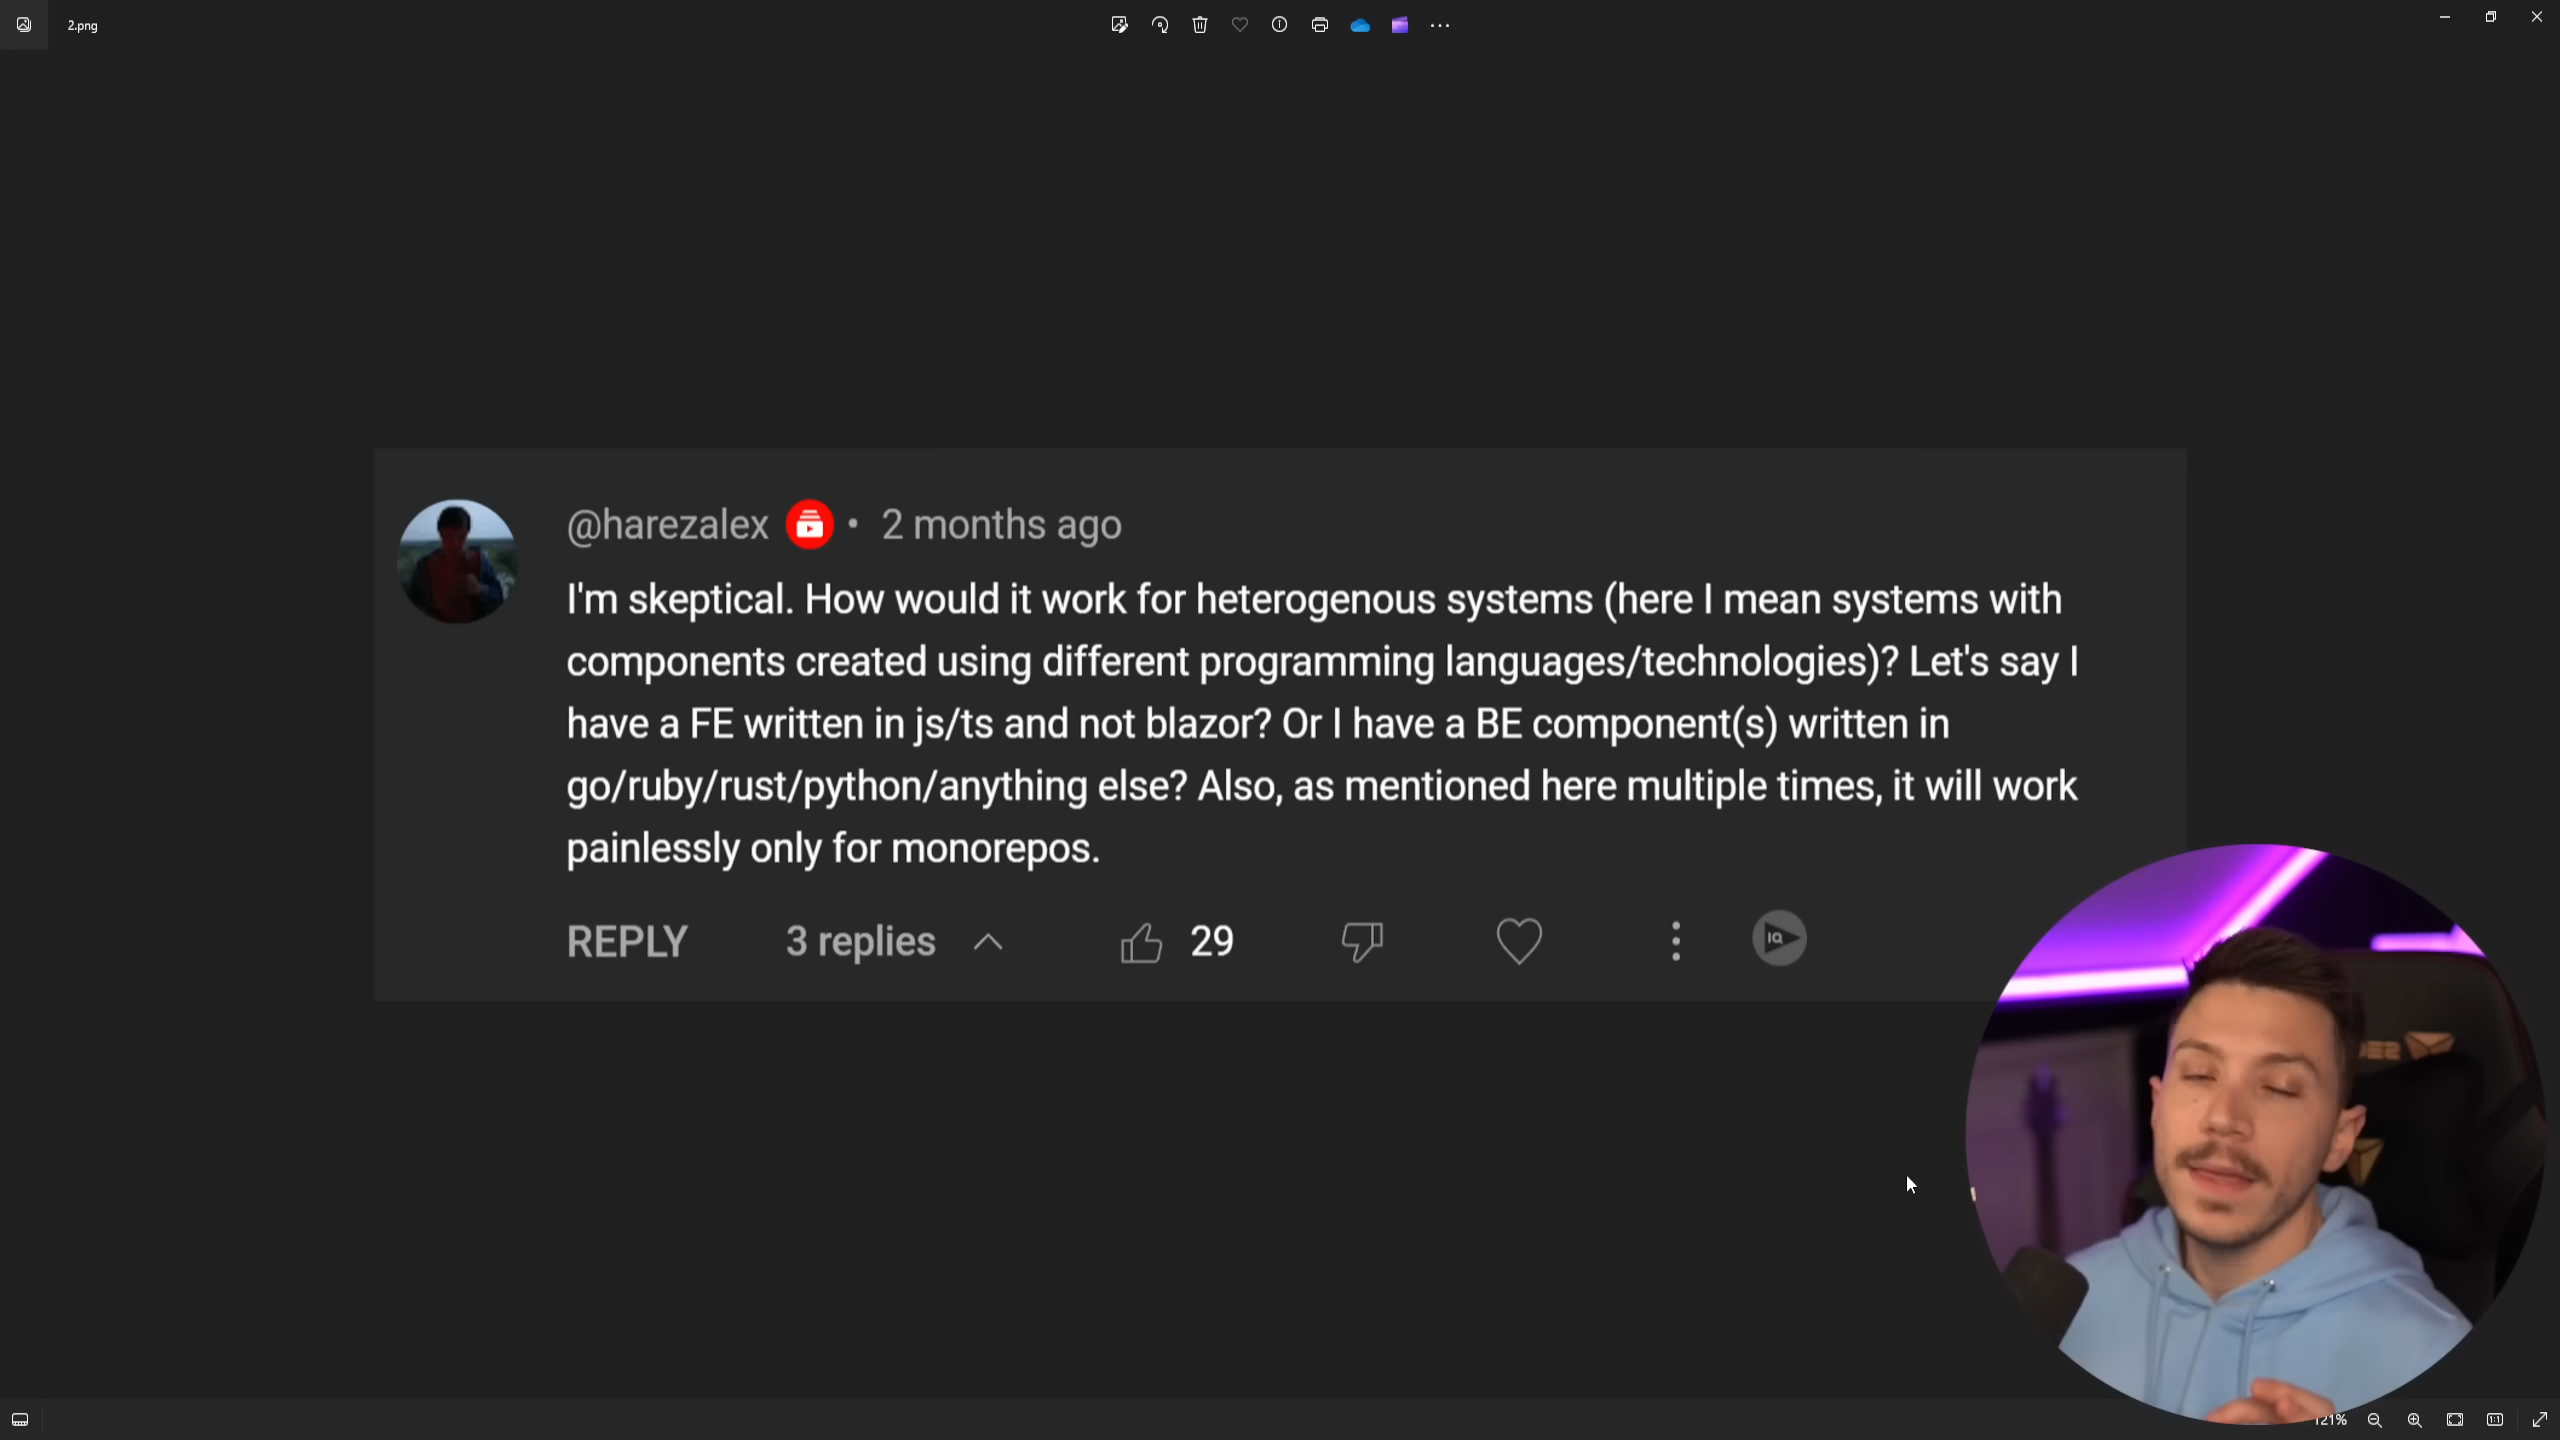 2.png
@harezalex • 2 months ago
I'm skeptical. How would it work for heterogenous systems (here I mean systems with
components created using different programming languages/technologies)? Let's say I
have a FE written in js/ts and not blazor? Or I have a BE component(s) written in
go/ruby/rust/python/anything else? Also, as mentioned here multiple times, it will work
painlessly only for monorepos.
REPLY 3 replies 29
IQ
121%
1:1